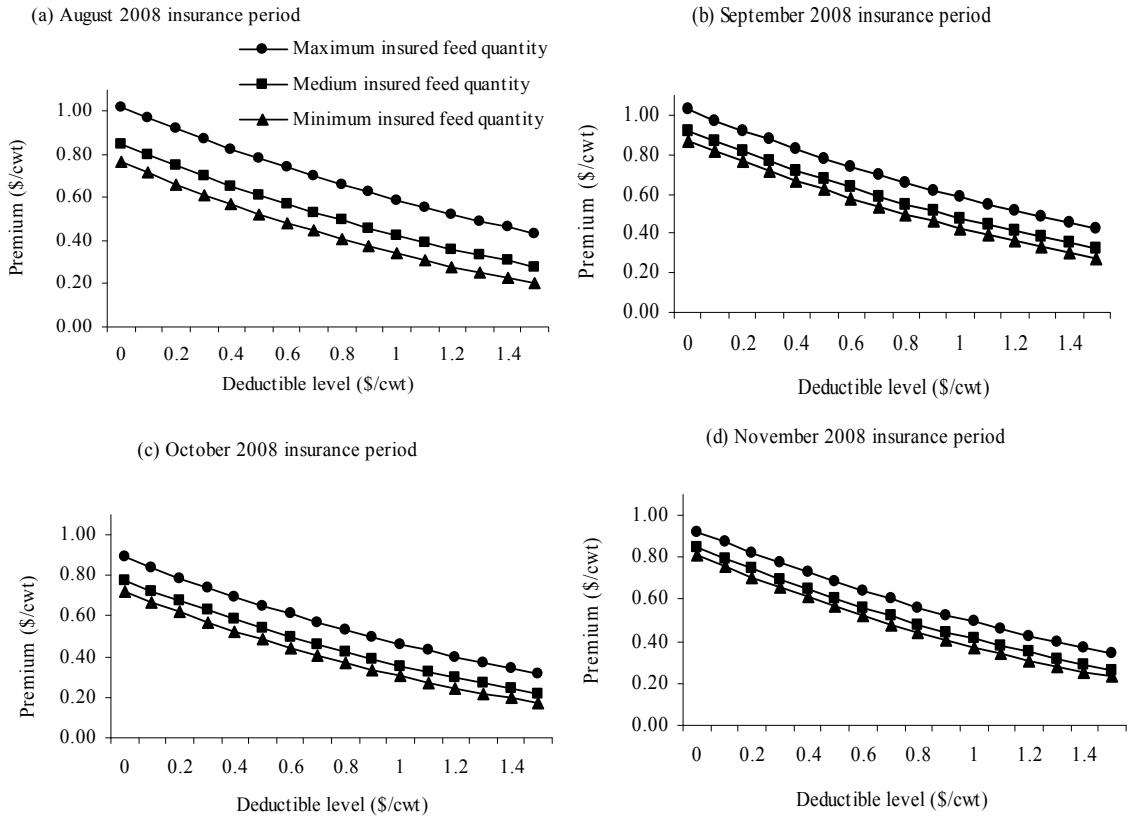 (a) August 2008 insurance period
Maximum insured feed quantity
Medium insured feed quantity
Minimum insured feed quantity
Premium ($/cwt)
1.00
0.80
0.60
0.40
0.20
0.00
0 0.2 0.4 0.6 0.8 1 1.2 1.4
Deductible level ($/cwt)
(b) September 2008 insurance period
Premium ($/cwt)
1.00
0.80
0.60
0.40
0.20
0.00
0 0.2 0.4 0.6 0.8 1 1.2 1.4
Deductible level ($/cwt)
(c) October 2008 insurance period
Premium ($/cwt)
1.00
0.80
0.60
0.40
0.20
0.00
0 0.2 0.4 0.6 0.8 1 1.2 1.4
Deductible level ($/cwt)
(d) November 2008 insurance period
Premium ($/cwt)
1.00
0.80
0.60
0.40
0.20
0.00
0 0.2 0.4 0.6 0.8 1 1.2 1.4
Deductible level ($/cwt)